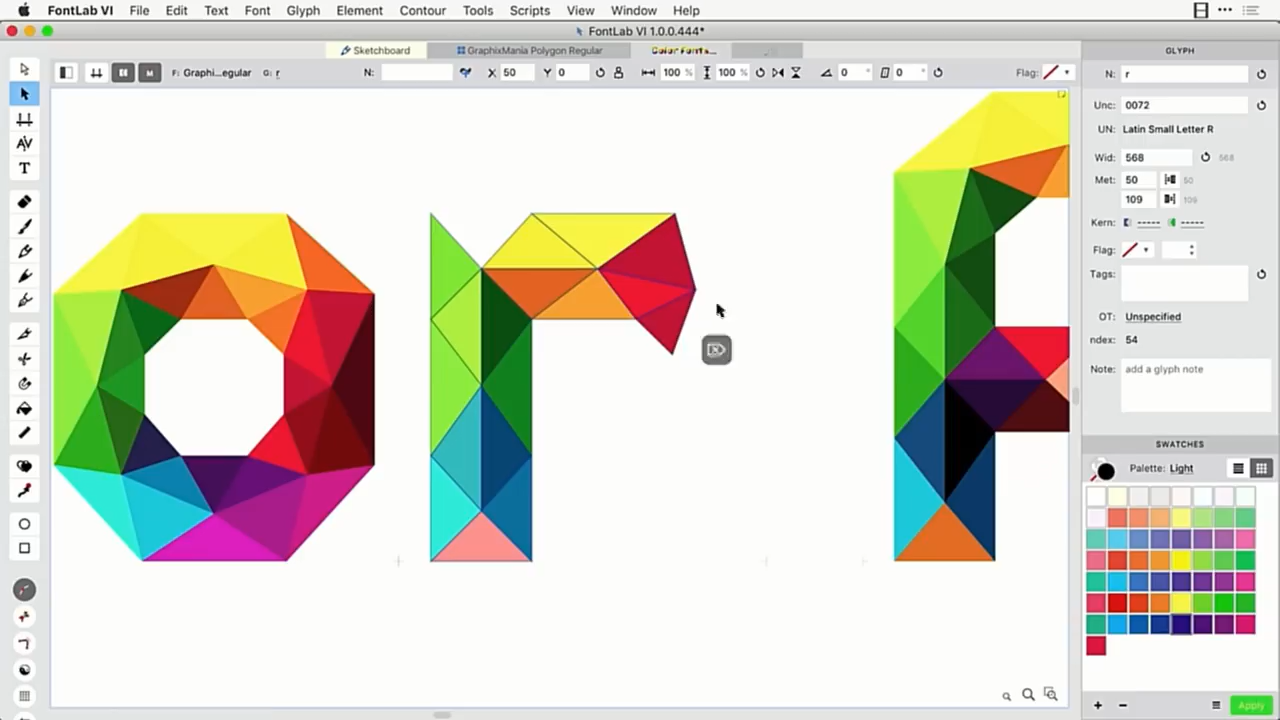 FontLab VI File Edit Text Font Glyph Element Contour Tools Scripts View Window Help
FontLab VI 1.0.0.444*
Sketchboard GraphixMania Polygon Regular Color Fonts...
F: Graphi...egular G: r N: X 50 Y 0 100 % 100 % 0 ° 0 ° Flag:
GLYPH
N: r
Unc: 0072
UN: Latin Small Letter R
Wid: 568 568
Met: 50 50
109 109
Kern: ----- -----
Flag:
Tags:
OT: Unspecified
ndex: 54
Note: add a glyph note
SWATCHES
Palette: Light
Apply
or